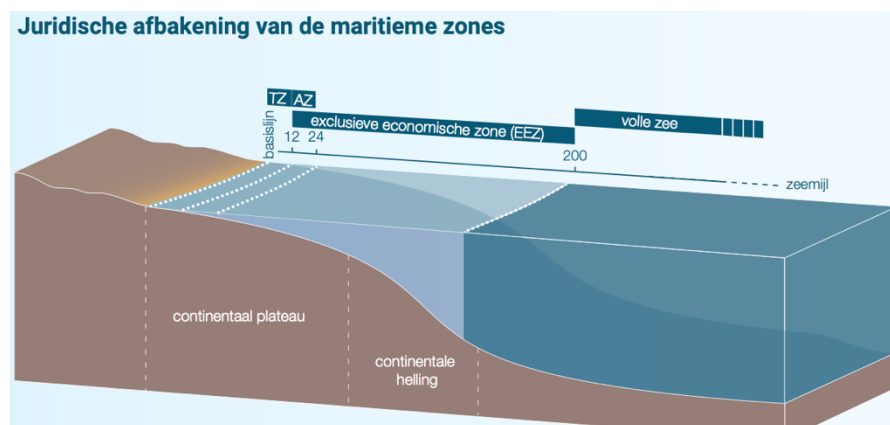 Juridische afbakening van de maritieme zones
TZ AZ
exclusieve economische zone (EEZ)
volle zee
basislijn
12 24
200
zeemijl
continentaal plateau
continentale
helling